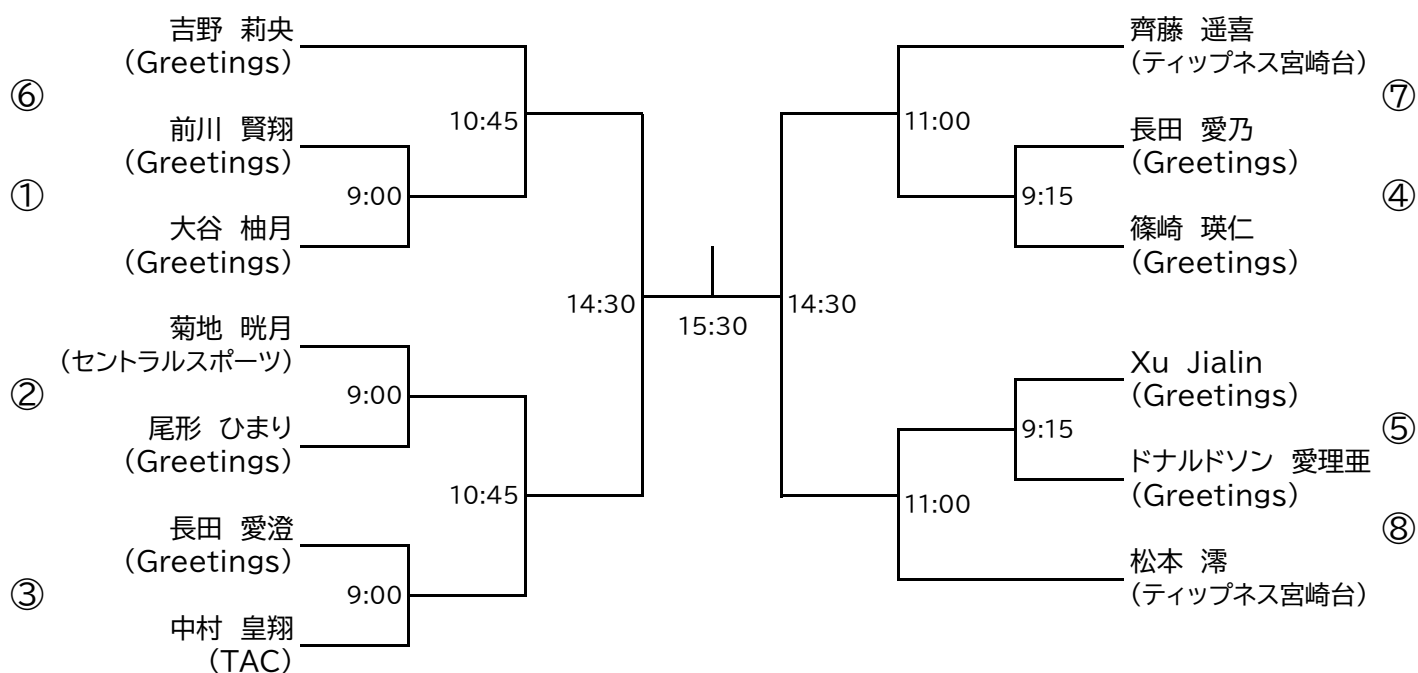 吉野 莉央
(Greetings)
⑥
10:45
前川 賢翔
(Greetings)
①
9:00
大谷 柚月
(Greetings)
14:30
菊地 晄月
(セントラルスポーツ)
②
9:00
尾形 ひまり
(Greetings)
10:45
長田 愛澄
(Greetings)
③
9:00
中村 皇翔
(TAC)
15:30
齊藤 遥喜
(ティップネス宮崎台)
⑦
11:00
長田 愛乃
(Greetings)
9:15
④
篠崎 瑛仁
(Greetings)
14:30
Xu Jialin
(Greetings)
9:15
⑤
ドナルドソン 愛理亜
(Greetings)
11:00
⑧
松本 澪
(ティップネス宮崎台)